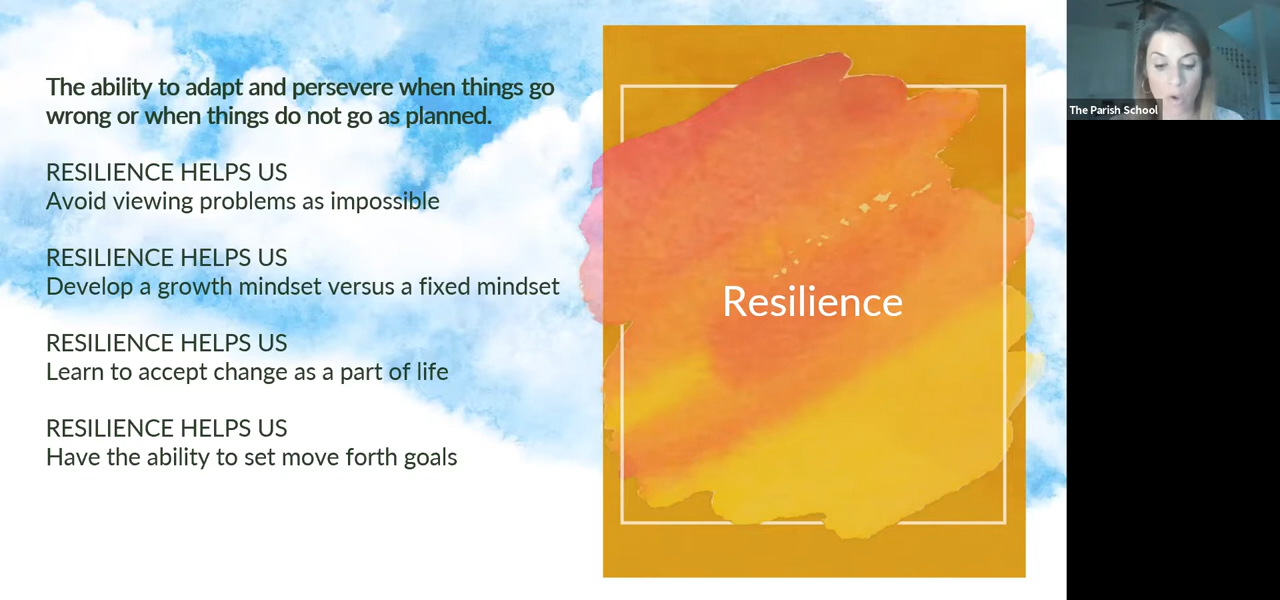 The ability to adapt and persevere when things go
wrong or when things do not go as planned.
RESILIENCE HELPS US
Avoid viewing problems as impossible
RESILIENCE HELPS US
Develop a growth mindset versus a fixed mindset
RESILIENCE HELPS US
Learn to accept change as a part of life
RESILIENCE HELPS US
Have the ability to set move forth goals
Resilience
The Parish School